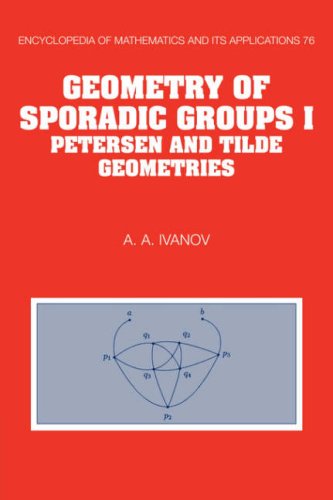 ENCYCLOPEDIA OF MATHEMATICS AND ITS APPLICATIONS 76
GEOMETRY OF
SPORADIC GROUPS I
PETERSEN AND TILDE
GEOMETRIES
A. A. IVANOV
a
b
q₁
q₂
p₁
p₃
q₃
q₄
p₂